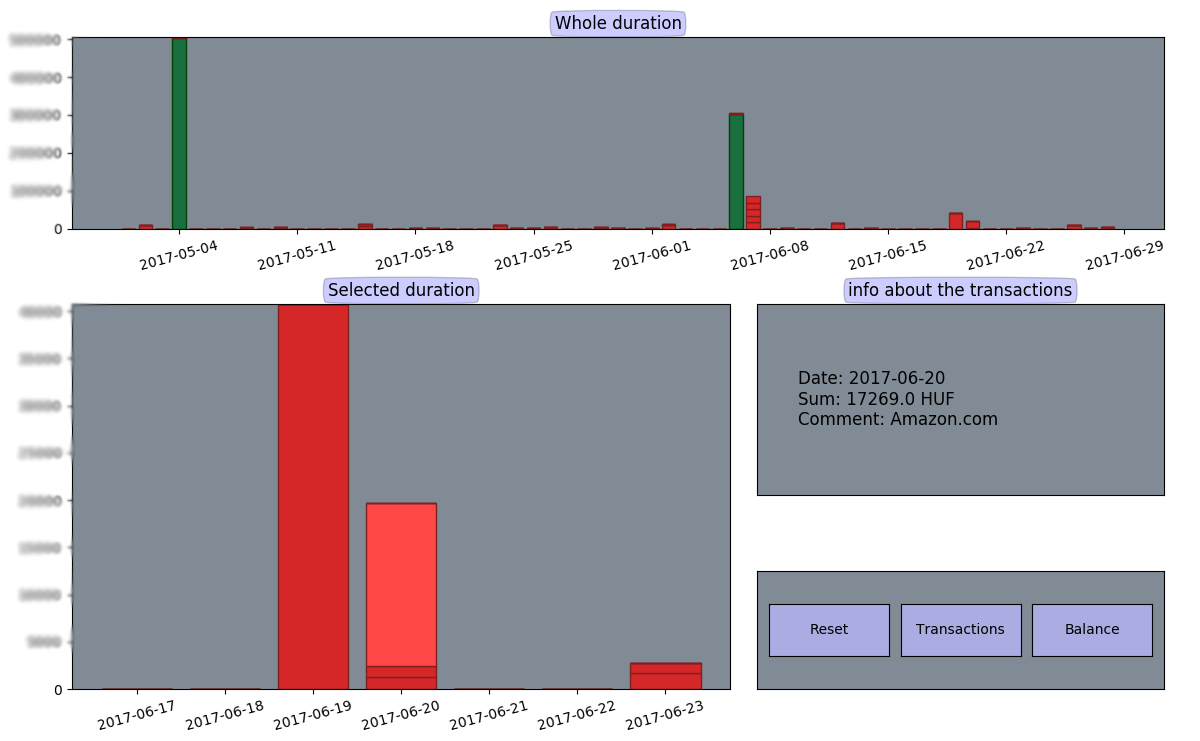 Whole duration
0
2017-05-04
2017-05-11
2017-05-18
2017-05-25
2017-06-01
2017-06-08
2017-06-15
2017-06-22
2017-06-29
Selected duration
0
2017-06-17
2017-06-18
2017-06-19
2017-06-20
2017-06-21
2017-06-22
2017-06-23
info about the transactions
Date: 2017-06-20
Sum: 17269.0 HUF
Comment: Amazon.com
Reset
Transactions
Balance